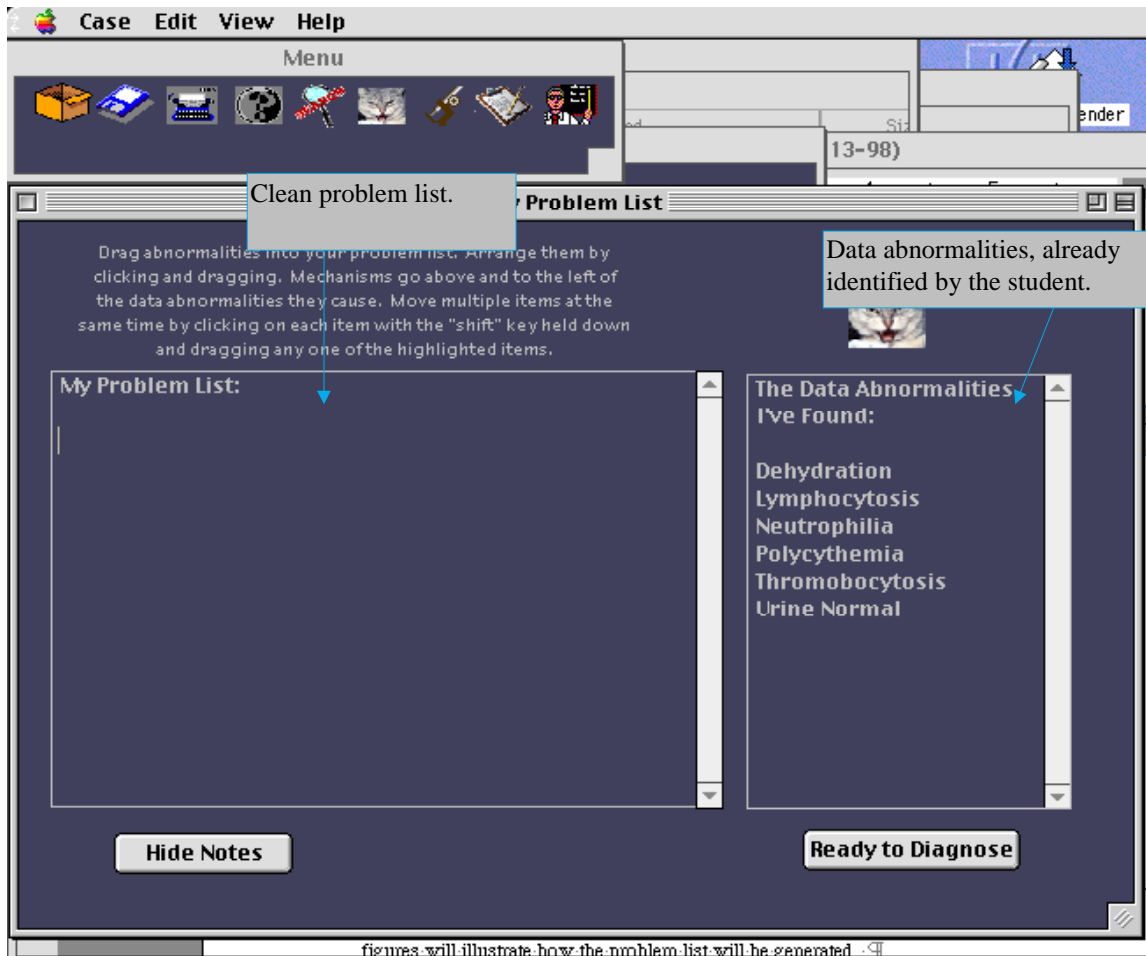 Case Edit View Help
Menu
ender
13-98)
Clean problem list.
Problem List
Data abnormalities, already
identified by the student.
Drag abnormalities into your problem list. Arrange them by
clicking and dragging. Mechanisms go above and to the left of
the data abnormalities they cause. Move multiple items at the
same time by clicking on each item with the "shift" key held down
and dragging any one of the highlighted items.
My Problem List:
The Data Abnormalities
I've Found:
Dehydration
Lymphocytosis
Neutrophilia
Polycythemia
Thromobocytosis
Urine Normal
Hide Notes
Ready to Diagnose
figures will illustrate how the problem list will be generated.